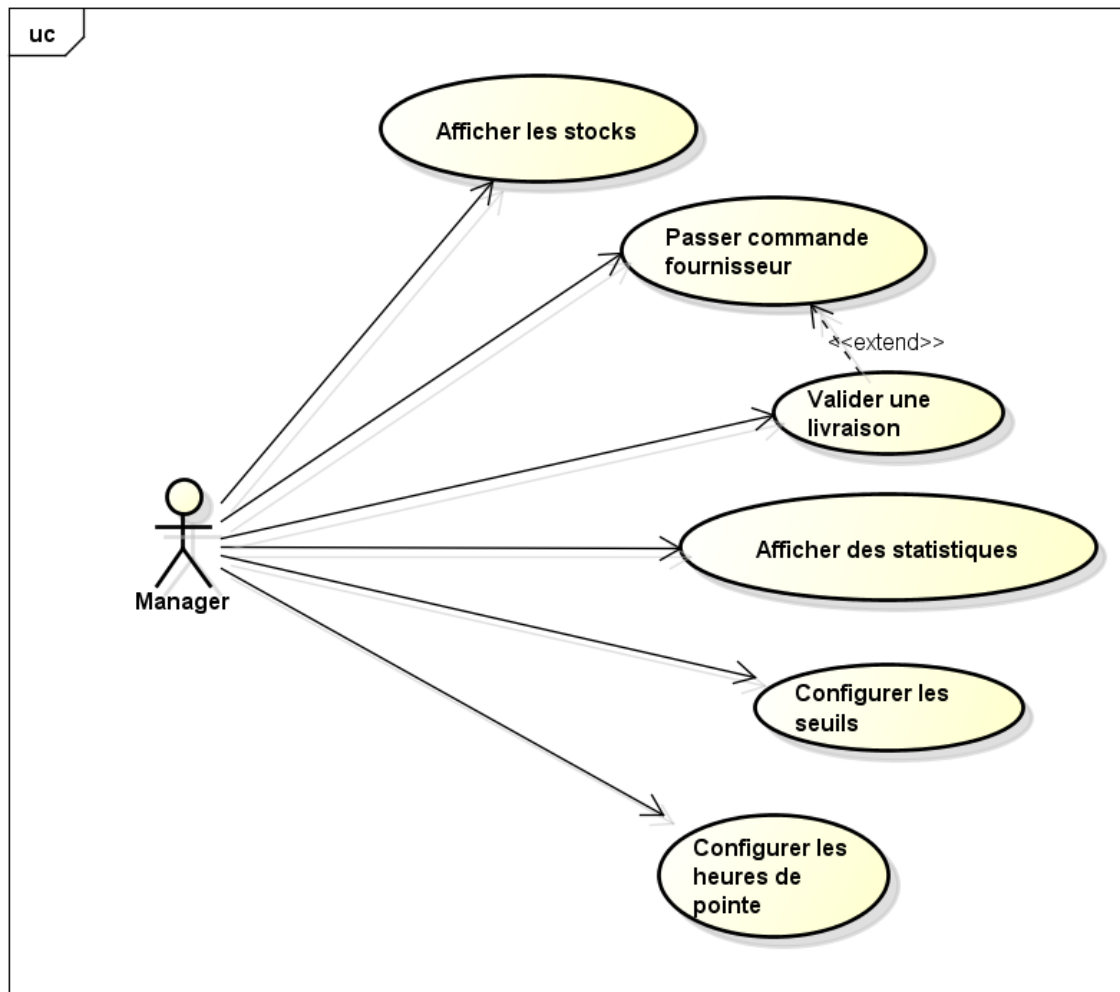 uc
Afficher les stocks
Passer commande
fournisseur
<<extend>>
Valider une
livraison
Afficher des statistiques
Manager
Configurer les
seuils
Configurer les
heures de
pointe